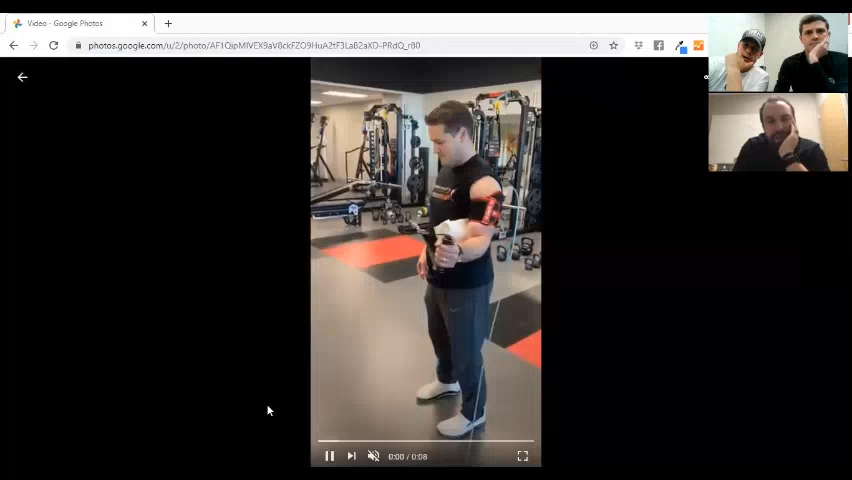 Video - Google Photos
photos.google.com/u/2/photo/AF1QipMIVEX9aV8ckFZO9HuA2tF3LaB2aXD-PRdQ_r80
0:00 / 0:08